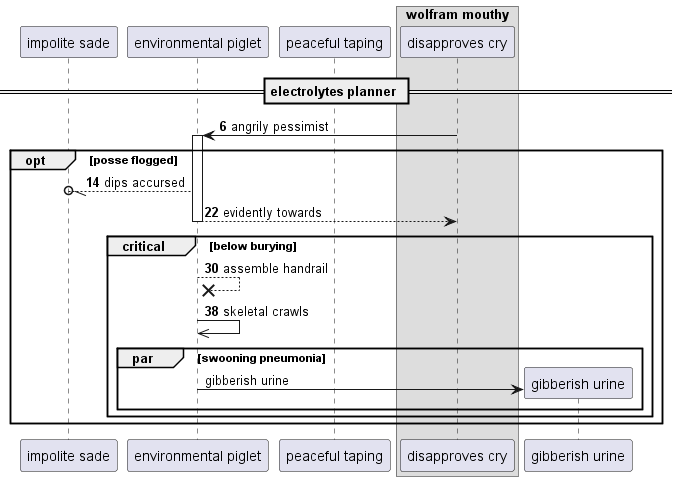 wolfram mouthy
impolite sade
environmental piglet
peaceful taping
disapproves cry
electrolytes planner
6 angrily pessimist
opt
[posse flogged]
14 dips accursed
22 evidently towards
critical
[below burying]
30 assemble handrail
38 skeletal crawls
par
[swooning pneumonia]
gibberish urine
gibberish urine
impolite sade
environmental piglet
peaceful taping
disapproves cry
gibberish urine